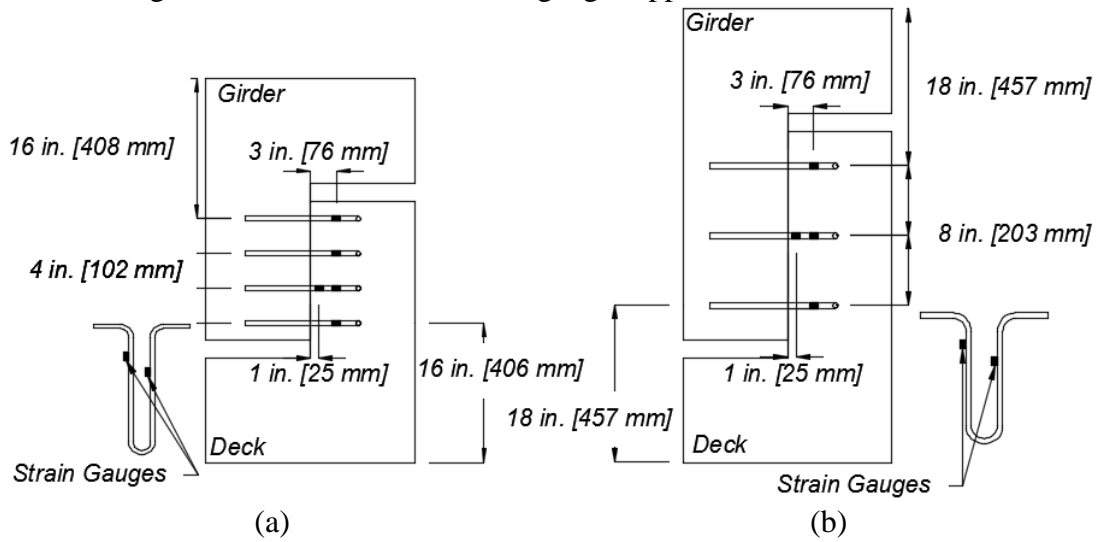 Girder
16 in. [408 mm]
3 in. [76 mm]
4 in. [102 mm]
1 in. [25 mm]
16 in. [406 mm]
Deck
Strain Gauges
(a)
Girder
3 in. [76 mm]
18 in. [457 mm]
8 in. [203 mm]
1 in. [25 mm]
18 in. [457 mm]
Deck
Strain Gauges
(b)